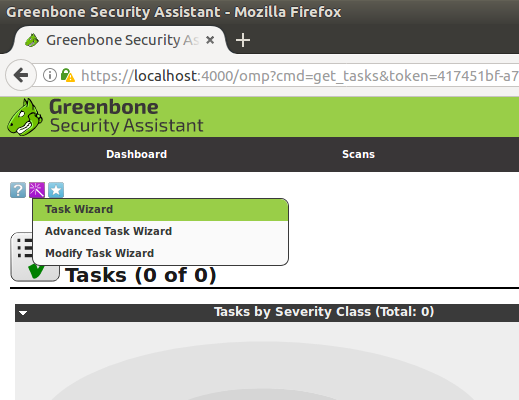 Greenbone Security Assistant - Mozilla Firefox
Greenbone Security As
https://localhost:4000/omp?cmd=get_tasks&token=417451bf-a7
Greenbone
Security Assistant
Dashboard Scans
?
Task Wizard
Advanced Task Wizard
Modify Task Wizard
Tasks (0 of 0)
Tasks by Severity Class (Total: 0)